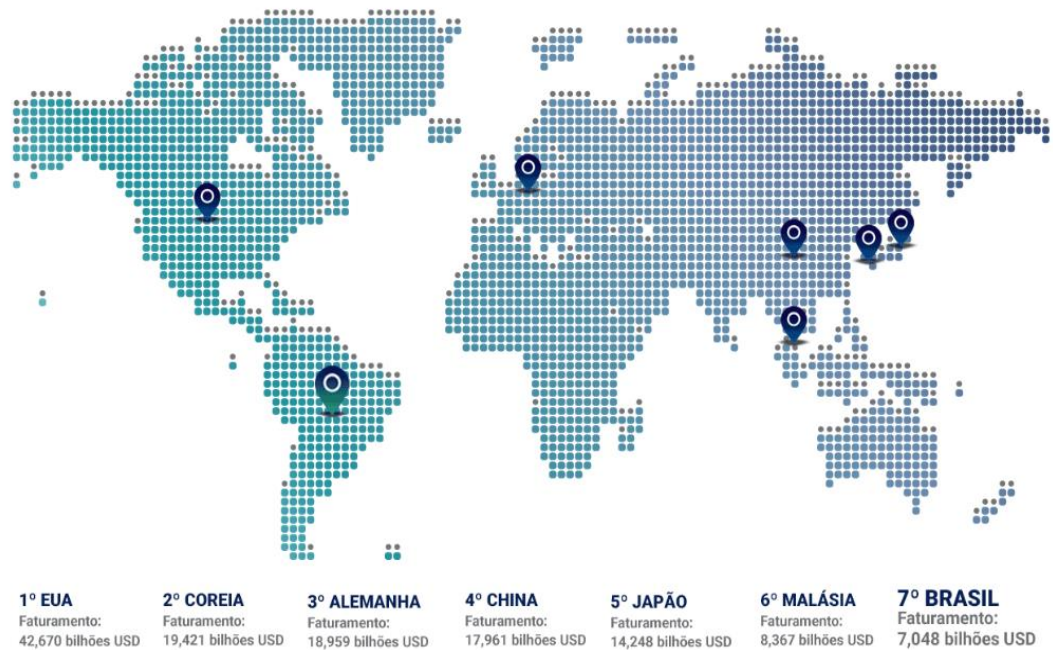 1º EUA
Faturamento:
42,670 bilhões USD
2º COREIA
Faturamento:
19,421 bilhões USD
3º ALEMANHA
Faturamento:
18,959 bilhões USD
4º CHINA
Faturamento:
17,961 bilhões USD
5º JAPÃO
Faturamento:
14,248 bilhões USD
6º MALÁSIA
Faturamento:
8,367 bilhões USD
7º BRASIL
Faturamento:
7,048 bilhões USD